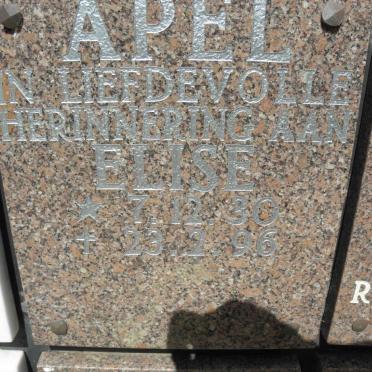 APEL
IN LIEFDEVOLLE
HERINNERING AAN
ELISE
* 7.12.30
+ 23.2.96
R